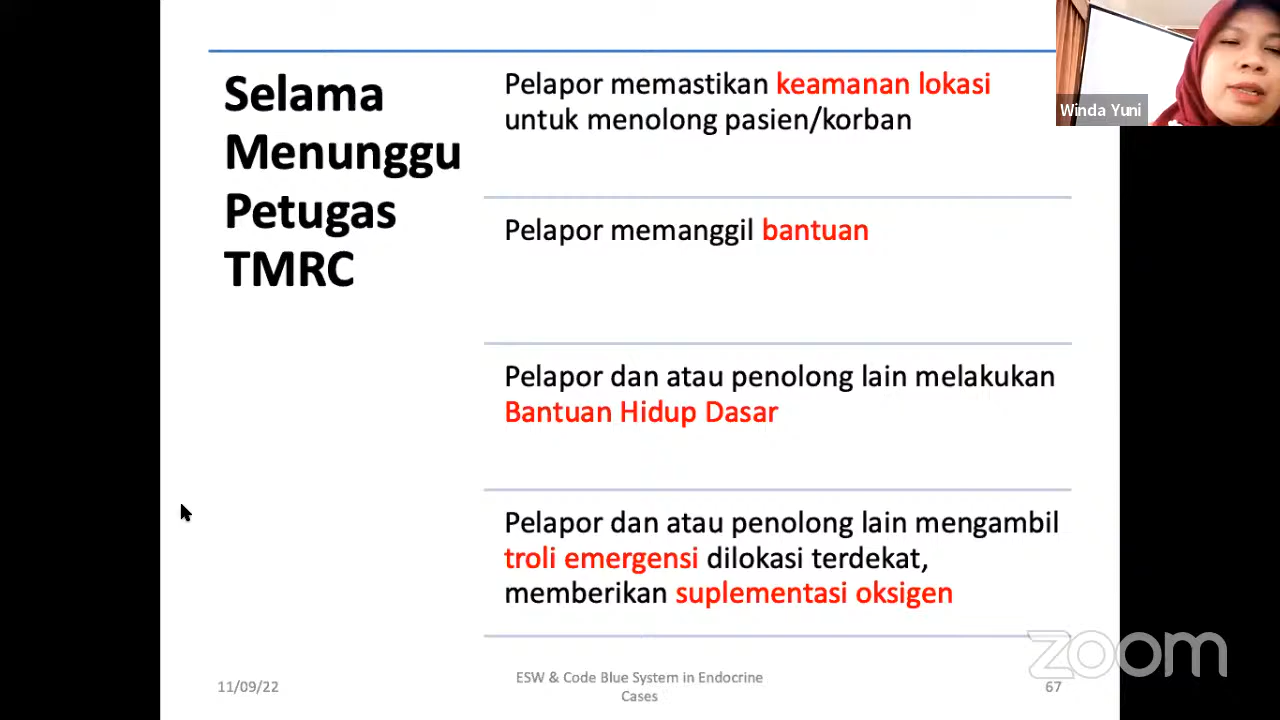 Selama
Menunggu
Petugas
TMRC
Pelapor memastikan keamanan lokasi
untuk menolong pasien/korban
Pelapor memanggil bantuan
Pelapor dan atau penolong lain melakukan
Bantuan Hidup Dasar
Pelapor dan atau penolong lain mengambil
troli emergensi dilokasi terdekat,
memberikan suplementasi oksigen
Winda Yuni
11/09/22
ESW & Code Blue System in Endocrine
Cases
67
zoom